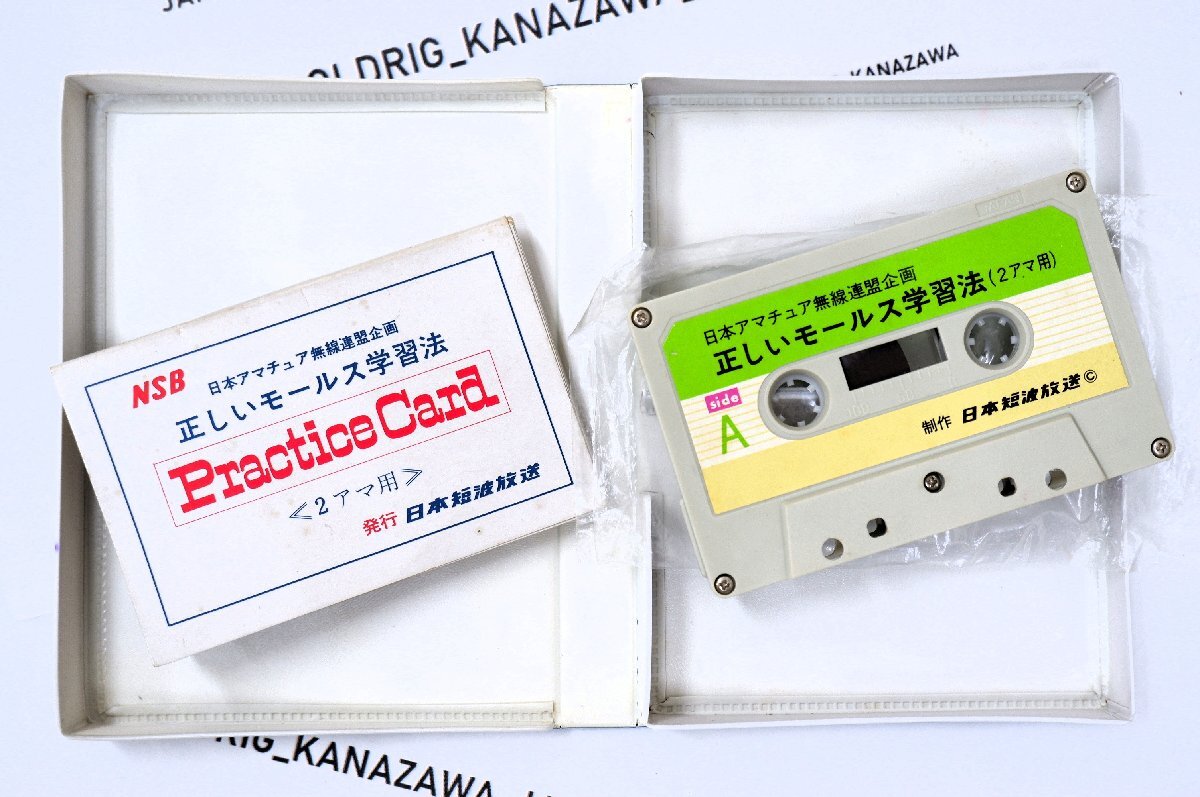 OLDRIG_KANAZAWA
KANAZAWA
NSB
日本アマチュア無線連盟企画
正しいモールス学習法
Practice Card
≪2アマ用≫
発行 日本短波放送
日本アマチュア無線連盟企画
正しいモールス学習法(2アマ用)
side
A
制作 日本短波放送©
RIG_KANAZAWA